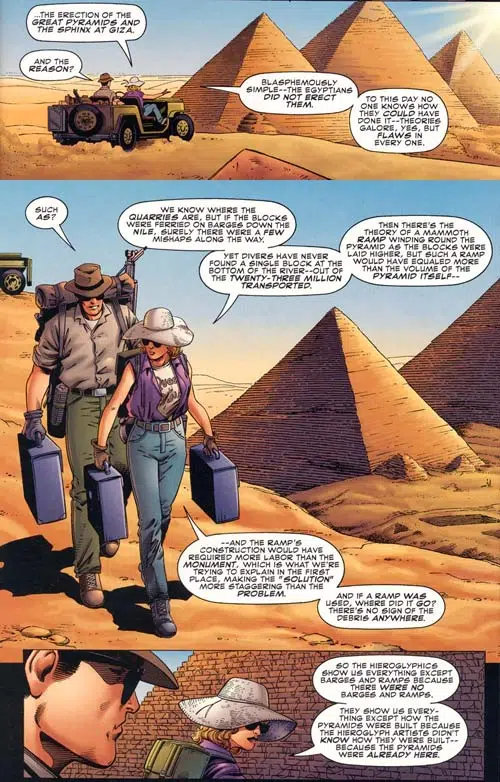 ...THE ERECTION OF THE
GREAT PYRAMIDS AND
THE SPHINX AT GIZA.
AND THE
REASON?
BLASPHEMOUSLY
SIMPLE--THE EGYPTIANS
DID NOT ERECT
THEM.
TO THIS DAY NO
ONE KNOWS HOW
THEY COULD HAVE
DONE IT--THEORIES
GALORE, YES, BUT
FLAWS IN
EVERY ONE.
SUCH
AS?
WE KNOW WHERE THE
QUARRIES ARE, BUT IF THE BLOCKS
WERE FERRIED ON BARGES DOWN THE
NILE, SURELY THERE WERE A FEW
MISHAPS ALONG THE WAY.
YET DIVERS HAVE NEVER
FOUND A SINGLE BLOCK AT THE
BOTTOM OF THE RIVER--OUT OF
THE TWENTY-THREE MILLION
TRANSPORTED.
THEN THERE'S THE
THEORY OF A MAMMOTH
RAMP WINDING ROUND THE
PYRAMID AS THE BLOCKS WERE
LAID HIGHER, BUT SUCH A RAMP
WOULD HAVE EQUALED MORE
THAN THE VOLUME OF THE
PYRAMID ITSELF--
--AND THE RAMP'S
CONSTRUCTION WOULD HAVE
REQUIRED MORE LABOR THAN THE
MONUMENT, WHICH IS WHAT WE'RE
TRYING TO EXPLAIN IN THE FIRST
PLACE, MAKING THE "SOLUTION"
MORE STAGGERING THAN THE
PROBLEM.
AND IF A RAMP WAS
USED, WHERE DID IT GO?
THERE'S NO SIGN OF THE
DEBRIS ANYWHERE.
SO THE HIEROGLYPHICS
SHOW US EVERYTHING EXCEPT
BARGES AND RAMPS BECAUSE
THERE WERE NO
BARGES AND RAMPS.
THEY SHOW US EVERY-
THING EXCEPT HOW THE
PYRAMIDS WERE BUILT BECAUSE
THE HIEROGLYPH ARTISTS DIDN'T
KNOW HOW THEY WERE BUILT--
BECAUSE THE PYRAMIDS
WERE ALREADY HERE.